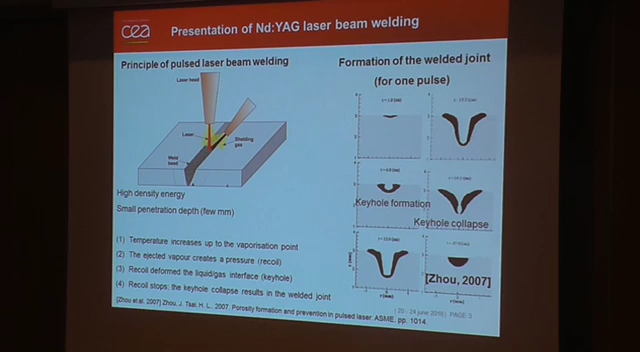 cea
Presentation of Nd:YAG laser beam welding
Principle of pulsed laser beam welding
Laser head
Laser
Shielding
gas
Weld
bead
High density energy
Small penetration depth (few mm)
(1) Temperature increases up to the vaporisation point
(2) The ejected vapour creates a pressure (recoil)
(3) Recoil deformed the liquid/gas interface (keyhole)
(4) Recoil stops: the keyhole collapse results in the welded joint
[Zhou et al. 2007] Zhou, J. Tsai, H. L., 2007. Porosity formation and prevention in pulsed laser. ASME, pp. 1014.
Formation of the welded joint
(for one pulse)
Keyhole formation
Keyhole collapse
[Zhou, 2007]
r (mm)
| 20 - 24 june 2016 | PAGE 3